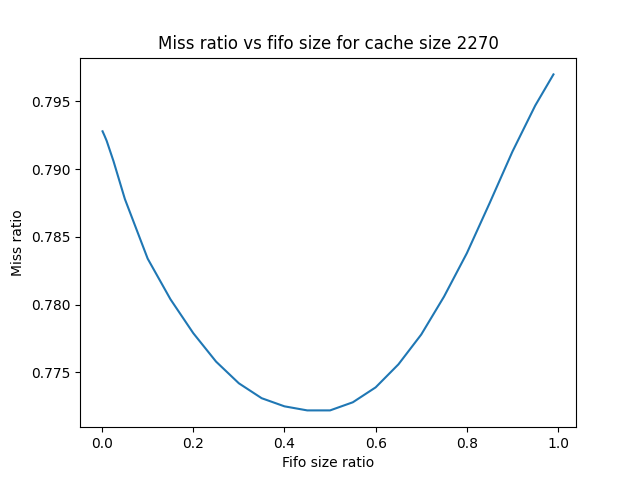 Miss ratio vs fifo size for cache size 2270
0.795
0.790
0.785
0.780
0.775
Miss ratio
0.0 0.2 0.4 0.6 0.8 1.0
Fifo size ratio